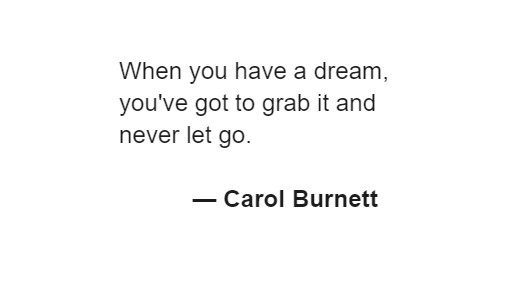 When you have a dream,
you've got to grab it and
never let go.
— Carol Burnett